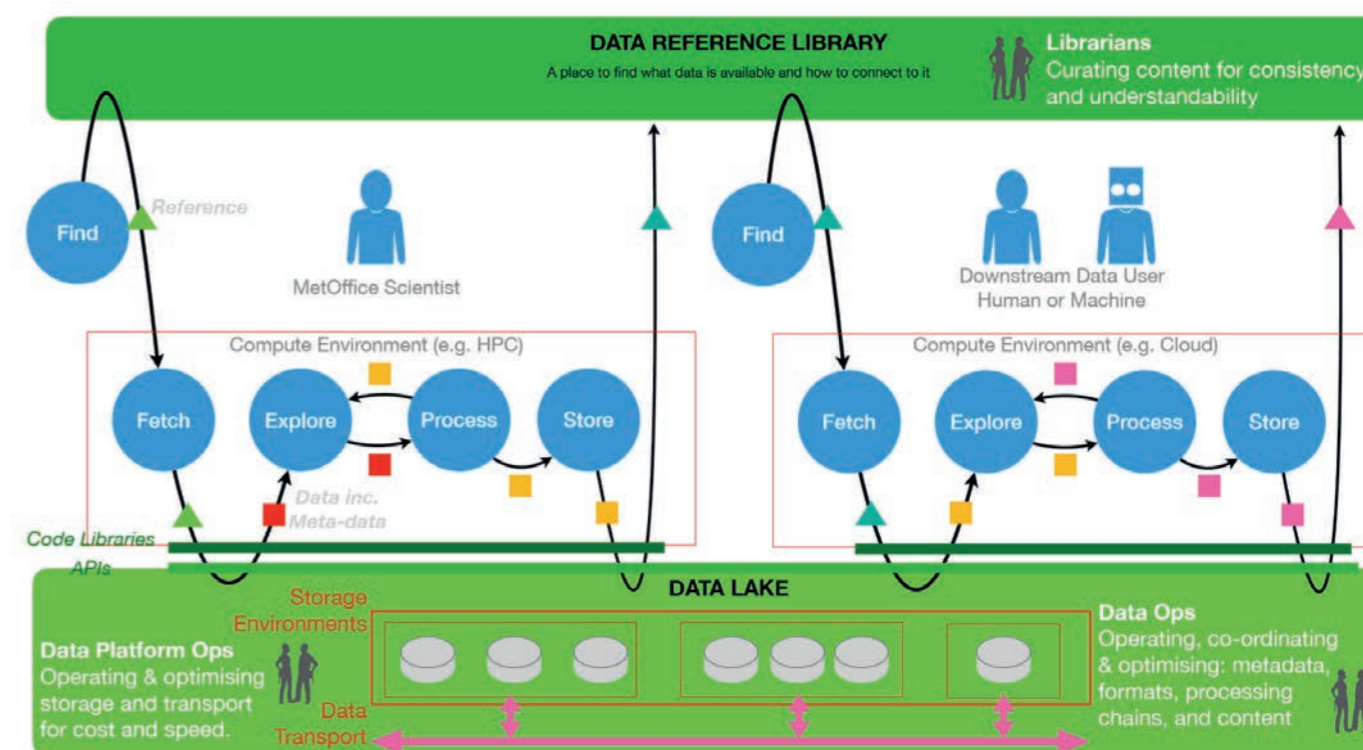 DATA REFERENCE LIBRARY
A place to find what data is available and how to connect to it
Librarians
Curating content for consistency
and understandability
Find
Reference
MetOffice Scientist
Find
Downstream Data User
Human or Machine
Compute Environment (e.g. HPC)
Fetch
Explore
Process
Store
Data inc.
Meta-data
Compute Environment (e.g. Cloud)
Fetch
Explore
Process
Store
Code Libraries
APIs
DATA LAKE
Storage
Environments
Data Platform Ops
Operating & optimising
storage and transport
for cost and speed.
Data
Transport
Data Ops
Operating, co-ordinating
& optimising: metadata,
formats, processing
chains, and content